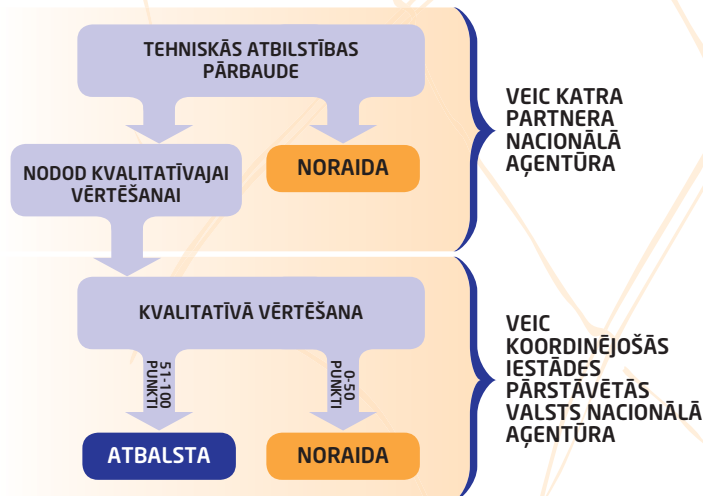 TEHNISKĀS ATBILSTĪBAS
PĀRBAUDE
NODOD KVALITATĪVAJAI
VĒRTĒŠANAI
NORAIDA
VEIC KATRA
PARTNERA
NACIONĀLĀ
AĢENTŪRA
KVALITATĪVĀ VĒRTĒŠANA
51-100
PUNKTI
0-50
PUNKTI
ATBALSTA
NORAIDA
VEIC
KOORDINĒJOŠĀS
IESTĀDES
PĀRSTĀVĒTĀS
VALSTS NACIONĀLĀ
AĢENTŪRA